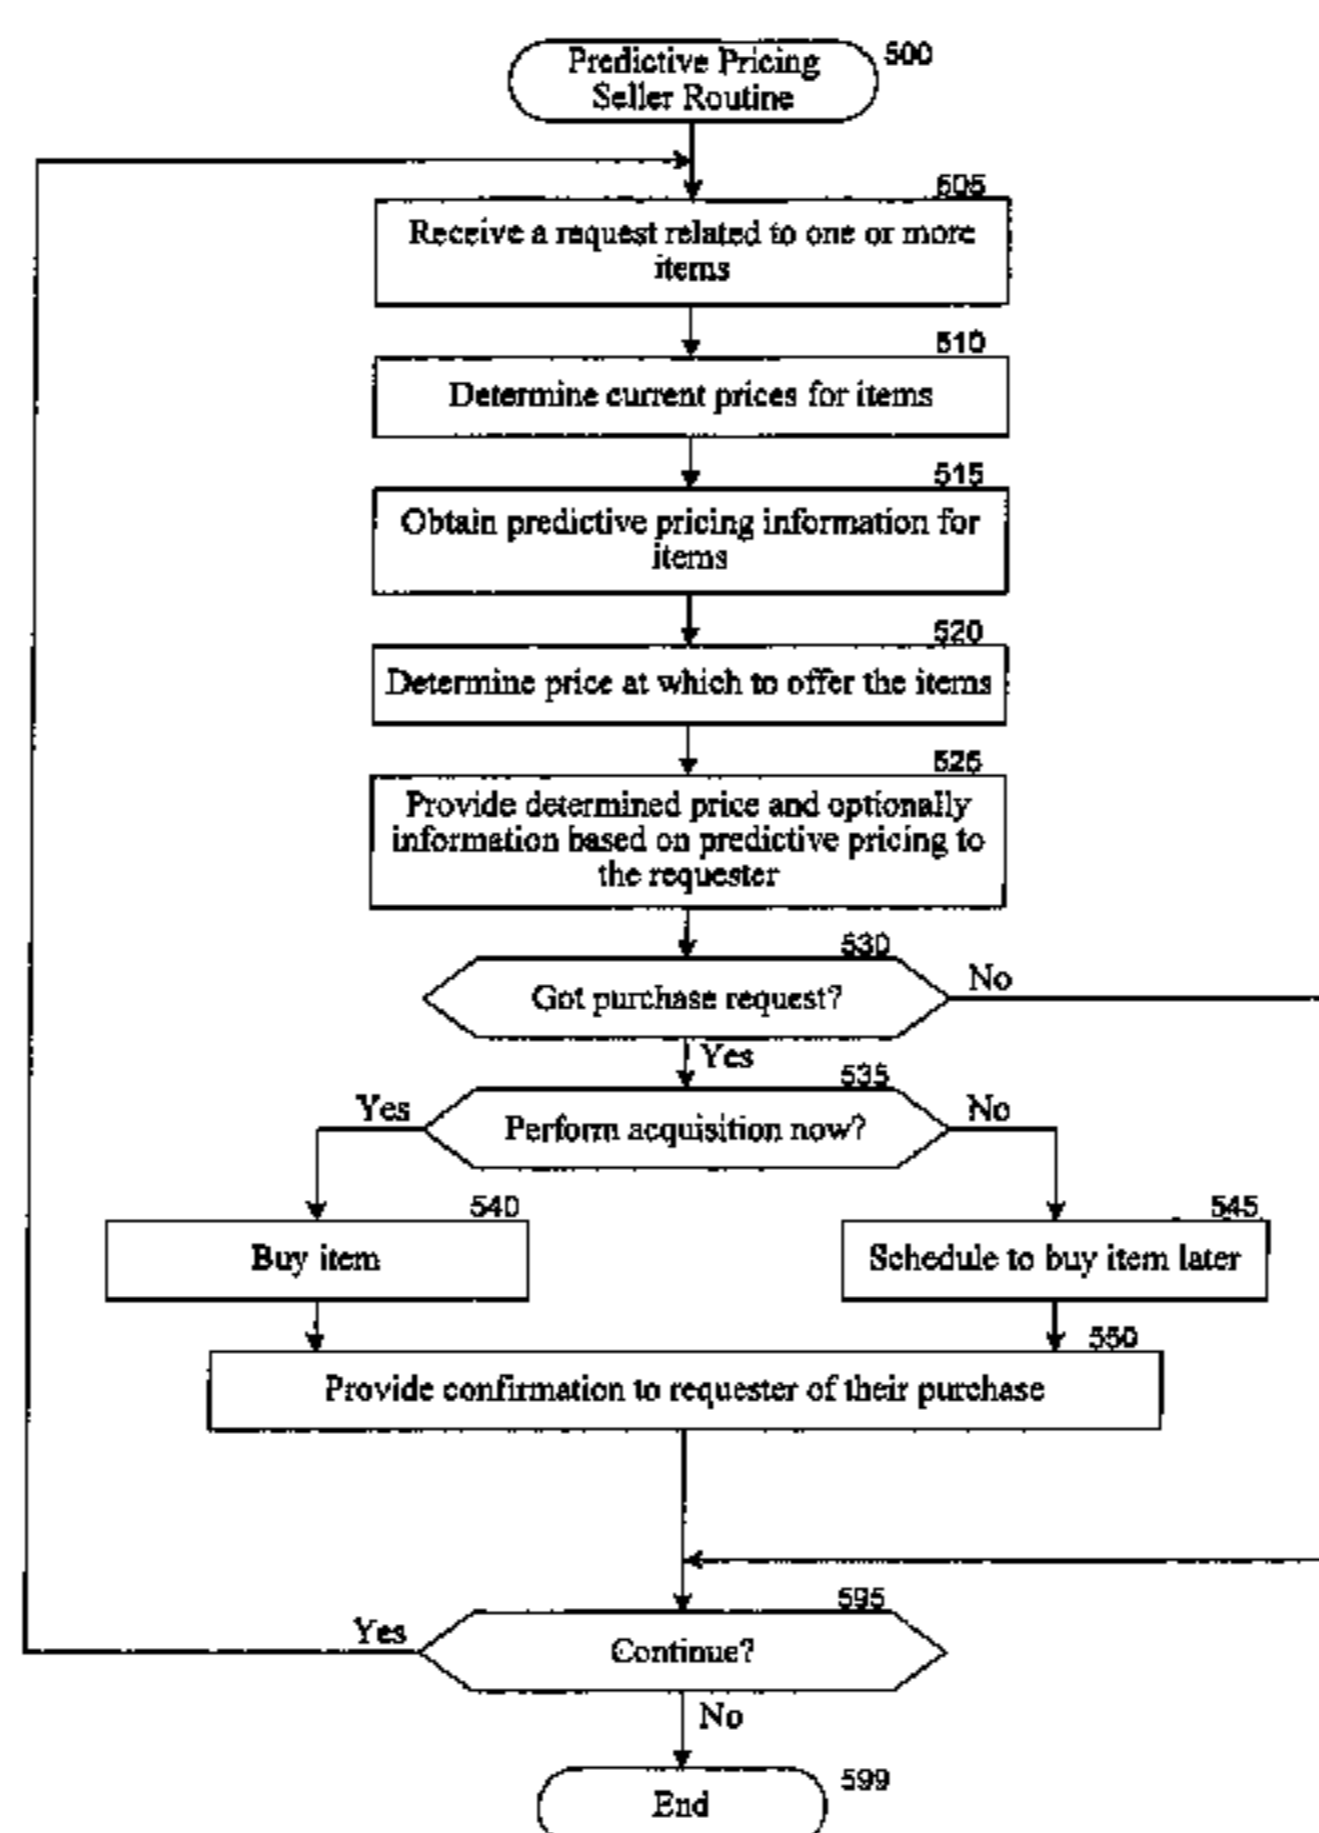 Predictive Pricing
Seller Routine
500
505
Receive a request related to one or more
items
510
Determine current prices for items
515
Obtain predictive pricing information for
items
520
Determine price at which to offer the items
525
Provide determined price and optionally
information based on predictive pricing to
the requester
530
Got purchase request?
No
Yes
535
Yes
Perform acquisition now?
No
540
Buy item
545
Schedule to buy item later
550
Provide confirmation to requester of their purchase
595
Yes
Continue?
No
599
End